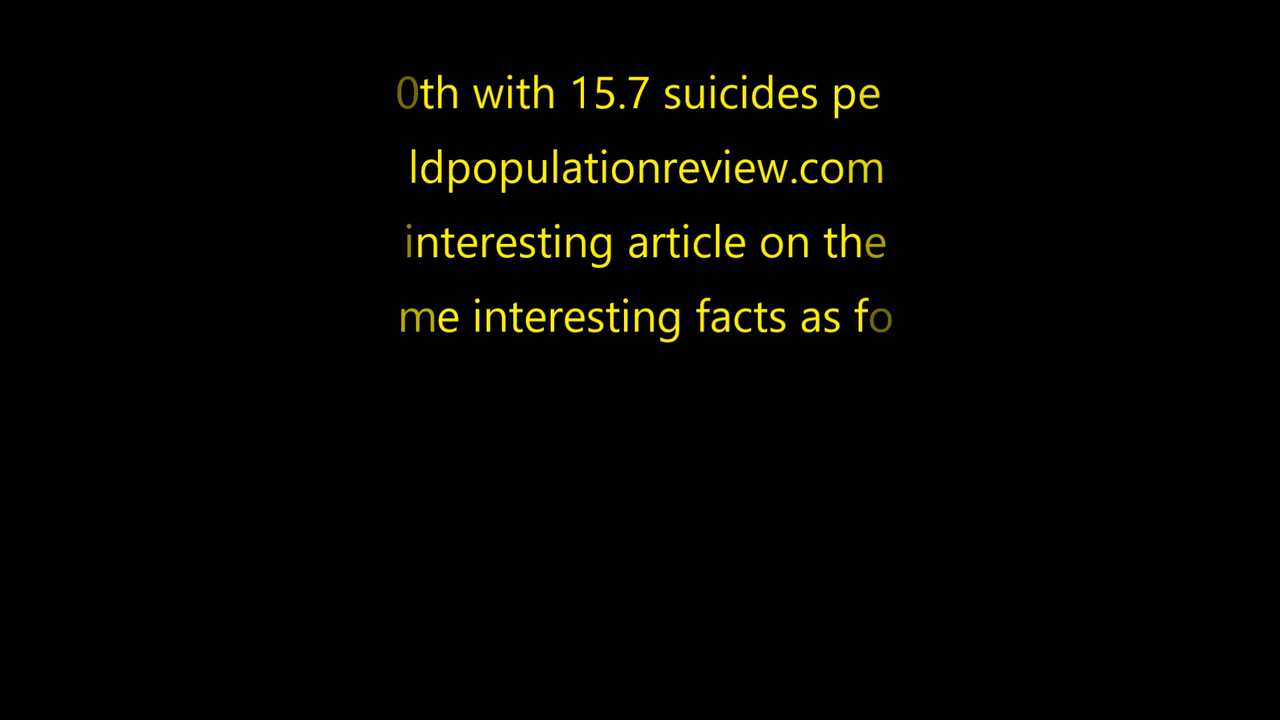 0th with 15.7 suicides pe
ldpopulationreview.com
interesting article on the
me interesting facts as fo